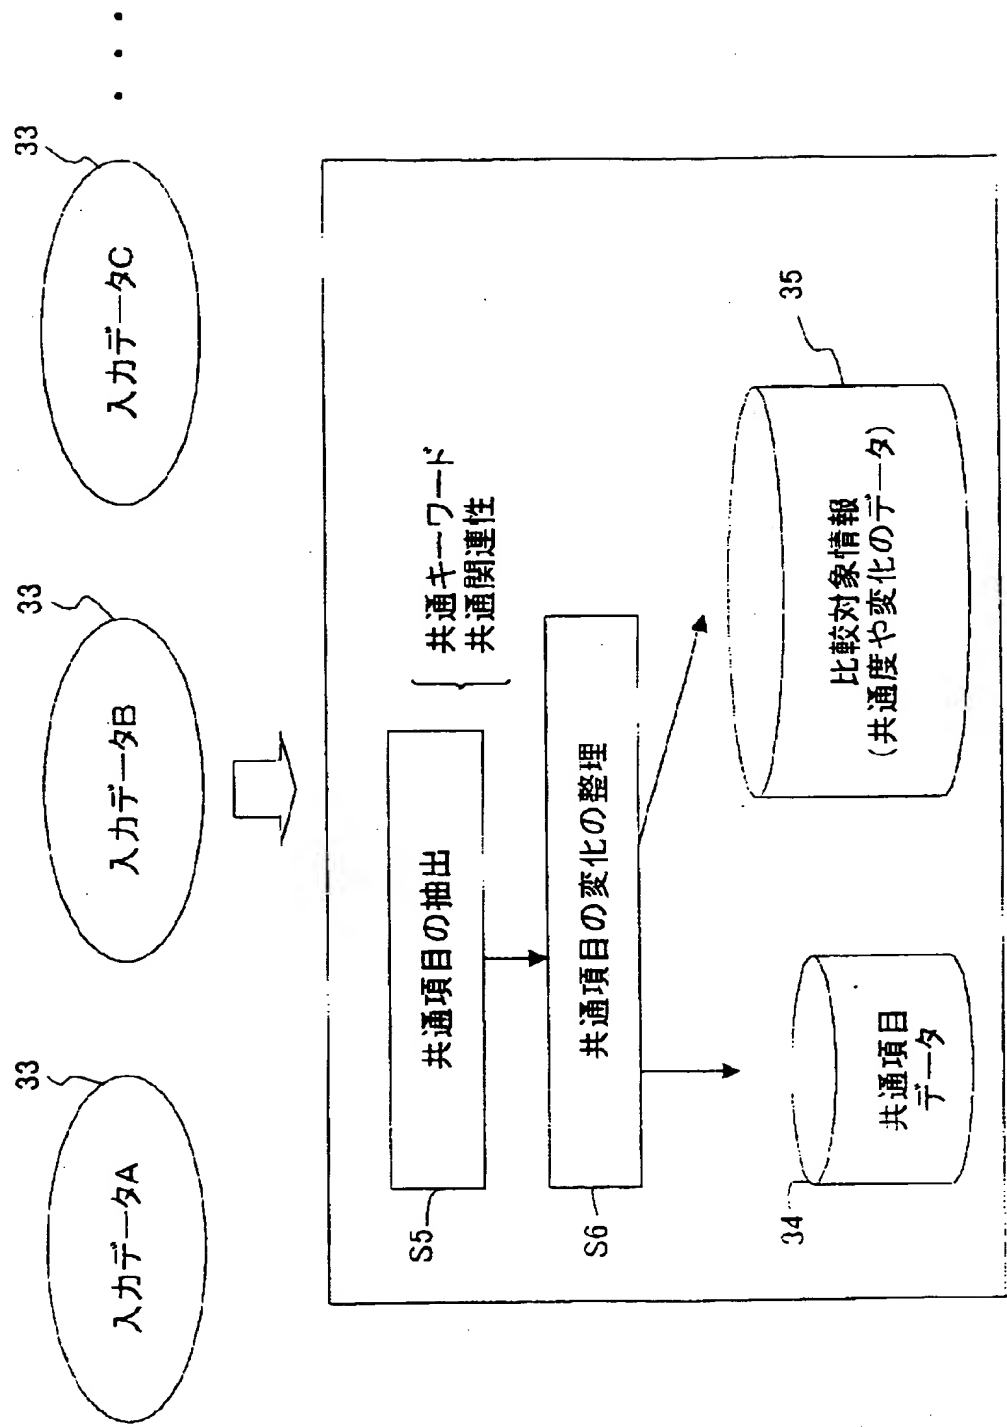 33
33
33
入力データA
入力データB
入力データC
・・・
共通項目の抽出
S5
共通キーワード
共通関連性
共通項目の変化の整理
S6
34
共通項目
データ
35
比較対象情報
(共通度や変化のデータ)